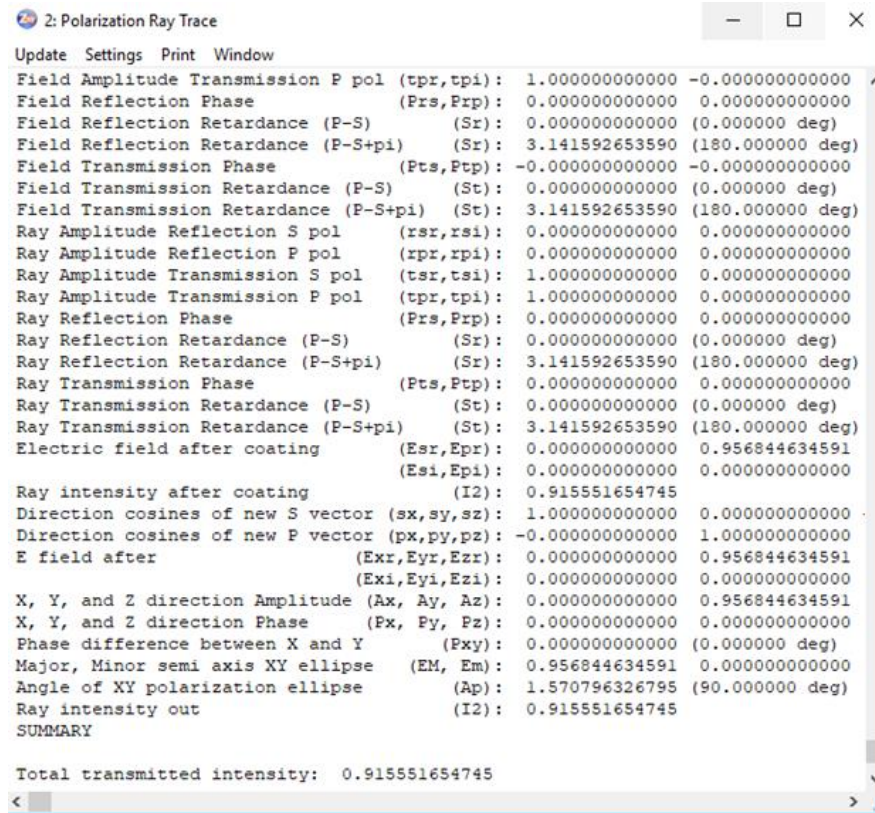 2: Polarization Ray Trace
Update Settings Print Window
Field Amplitude Transmission P pol (tpr,tpi): 1.000000000000 -0.000000000000
Field Reflection Phase (Prs,Prp): 0.000000000000 0.000000000000
Field Reflection Retardance (P-S) (Sr): 0.000000000000 (0.000000 deg)
Field Reflection Retardance (P-S+pi) (Sr): 3.141592653590 (180.000000 deg)
Field Transmission Phase (Pts,Ptp): -0.000000000000 -0.000000000000
Field Transmission Retardance (P-S) (St): 0.000000000000 (0.000000 deg)
Field Transmission Retardance (P-S+pi) (St): 3.141592653590 (180.000000 deg)
Ray Amplitude Reflection S pol (rsr,rsi): 0.000000000000 0.000000000000
Ray Amplitude Reflection P pol (rpr,rpi): 0.000000000000 0.000000000000
Ray Amplitude Transmission S pol (tsr,tsi): 1.000000000000 0.000000000000
Ray Amplitude Transmission P pol (tpr,tpi): 1.000000000000 0.000000000000
Ray Reflection Phase (Prs,Prp): 0.000000000000 0.000000000000
Ray Reflection Retardance (P-S) (Sr): 0.000000000000 (0.000000 deg)
Ray Reflection Retardance (P-S+pi) (Sr): 3.141592653590 (180.000000 deg)
Ray Transmission Phase (Pts,Ptp): 0.000000000000 0.000000000000
Ray Transmission Retardance (P-S) (St): 0.000000000000 (0.000000 deg)
Ray Transmission Retardance (P-S+pi) (St): 3.141592653590 (180.000000 deg)
Electric field after coating (Esr,Epr): 0.000000000000 0.956844634591
(Esi,Epi): 0.000000000000 0.000000000000
Ray intensity after coating (I2): 0.915551654745
Direction cosines of new S vector (sx,sy,sz): 1.000000000000 0.000000000000 -
Direction cosines of new P vector (px,py,pz): -0.000000000000 1.000000000000
E field after (Exr,Eyr,Ezr): 0.000000000000 0.956844634591
(Exi,Eyi,Ezi): 0.000000000000 0.000000000000
X, Y, and Z direction Amplitude (Ax, Ay, Az): 0.000000000000 0.956844634591
X, Y, and Z direction Phase (Px, Py, Pz): 0.000000000000 0.000000000000
Phase difference between X and Y (Pxy): 0.000000000000 (0.000000 deg)
Major, Minor semi axis XY ellipse (EM, Em): 0.956844634591 0.000000000000
Angle of XY polarization ellipse (Ap): 1.570796326795 (90.000000 deg)
Ray intensity out (I2): 0.915551654745
SUMMARY
Total transmitted intensity: 0.915551654745